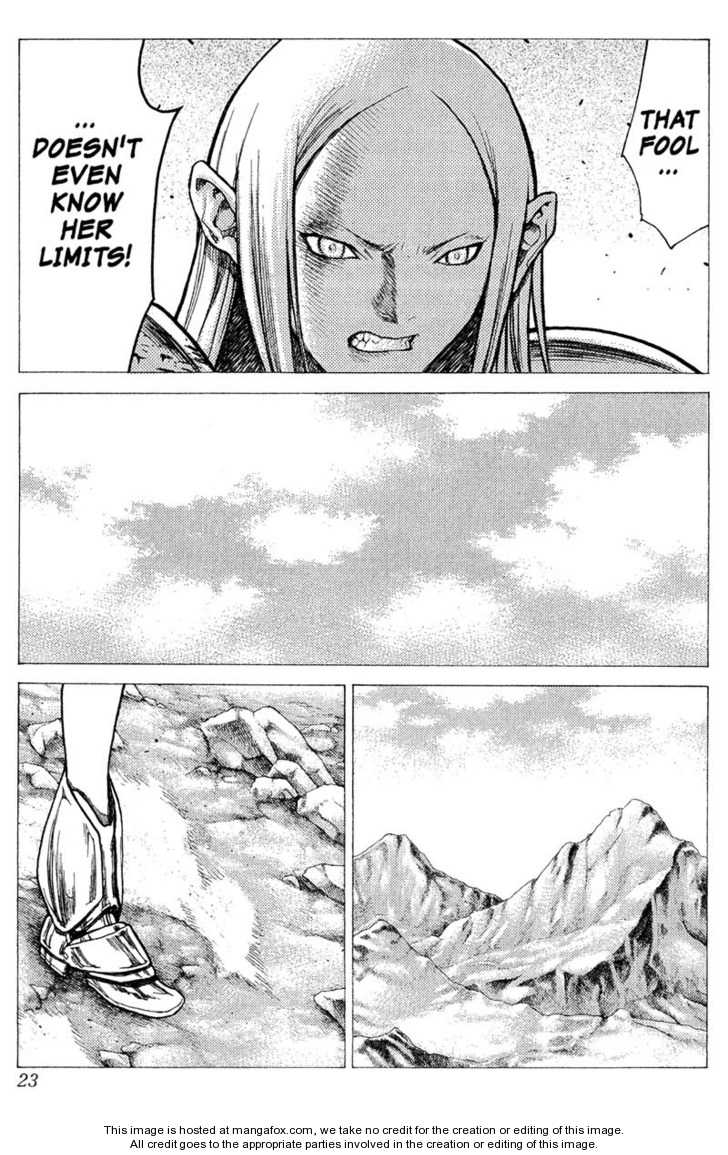 THAT
FOOL
...
...
DOESN'T
EVEN
KNOW
HER
LIMITS!
23
This image is hosted at mangafox.com, we take no credit for the creation or editing of this image.
All credit goes to the appropriate parties involved in the creation or editing of this image.